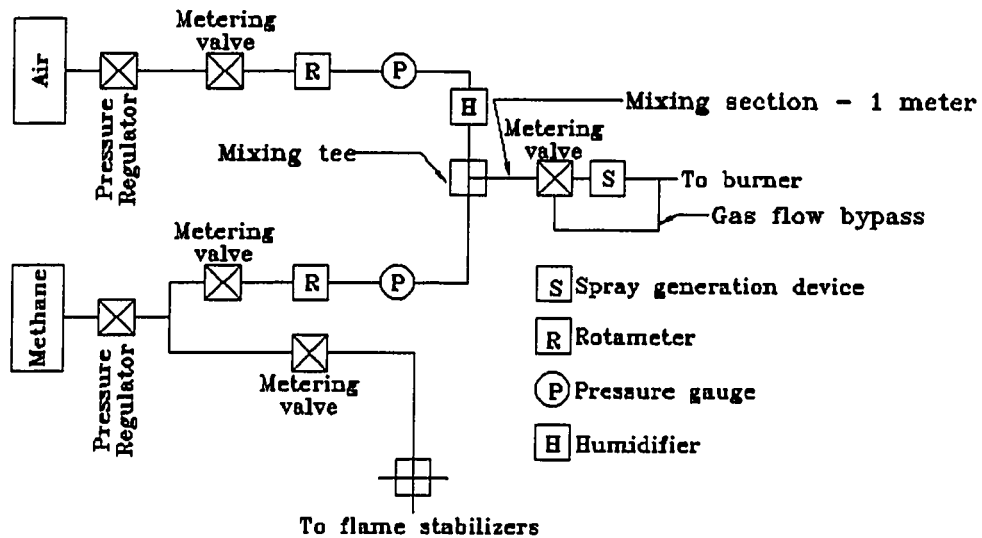 Metering
valve
Air
R
P
Pressure
Regulator
H
Mixing section - 1 meter
Metering
valve
Mixing tee
S
To burner
Gas flow bypass
Metering
valve
Methane
R
P
Pressure
Regulator
Metering
valve
S Spray generation device
R Rotameter
P Pressure gauge
H Humidifier
To flame stabilizers